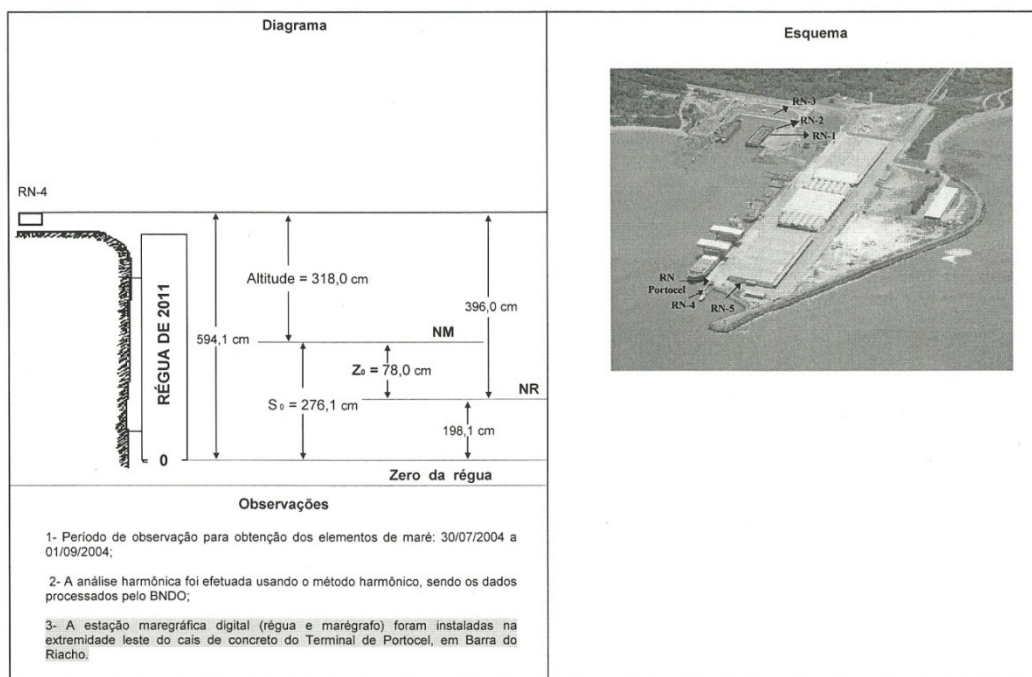 Diagrama
RN-4
RÉGUA DE 2011
0
594,1 cm
Altitude = 318,0 cm
396,0 cm
NM
Z₀ = 78,0 cm
S₀ = 276,1 cm
NR
198,1 cm
Zero da régua
Observações
1- Período de observação para obtenção dos elementos de maré: 30/07/2004 a
01/09/2004;
2- A análise harmônica foi efetuada usando o método harmônico, sendo os dados
processados pelo BNDO;
3- A estação maregráfica digital (régua e marégrafo) foram instaladas na
extremidade leste do cais de concreto do Terminal de Portocel, em Barra do
Riacho.
Esquema
RN-3
RN-2
RN-1
RN
Portocel
RN-4
RN-5